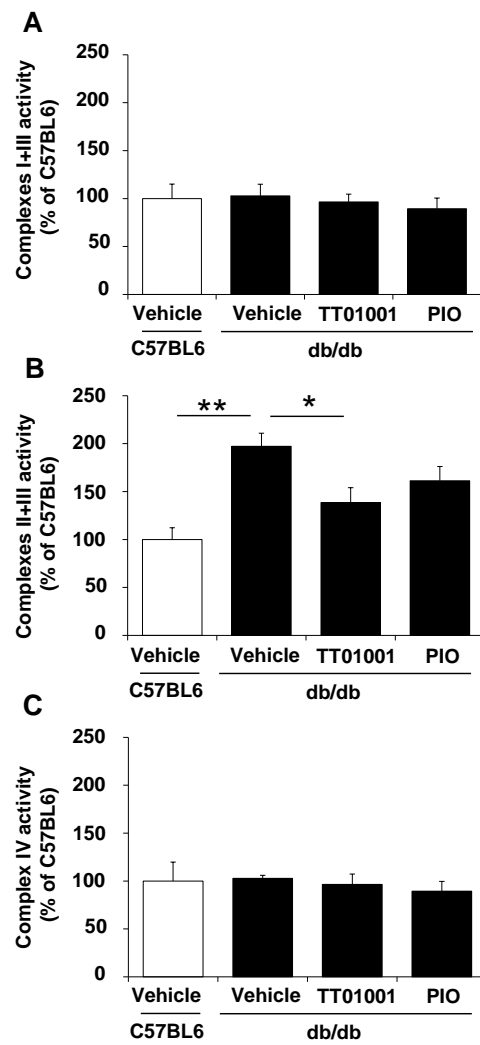 A
Complexes I+III activity
(% of C57BL6)
250
200
150
100
50
0
Vehicle Vehicle TT01001 PIO
C57BL6 db/db
B
Complexes II+III activity
(% of C57BL6)
250
200
150
100
50
0
** *
Vehicle Vehicle TT01001 PIO
C57BL6 db/db
C
Complex IV activity
(% of C57BL6)
250
200
150
100
50
0
Vehicle Vehicle TT01001 PIO
C57BL6 db/db